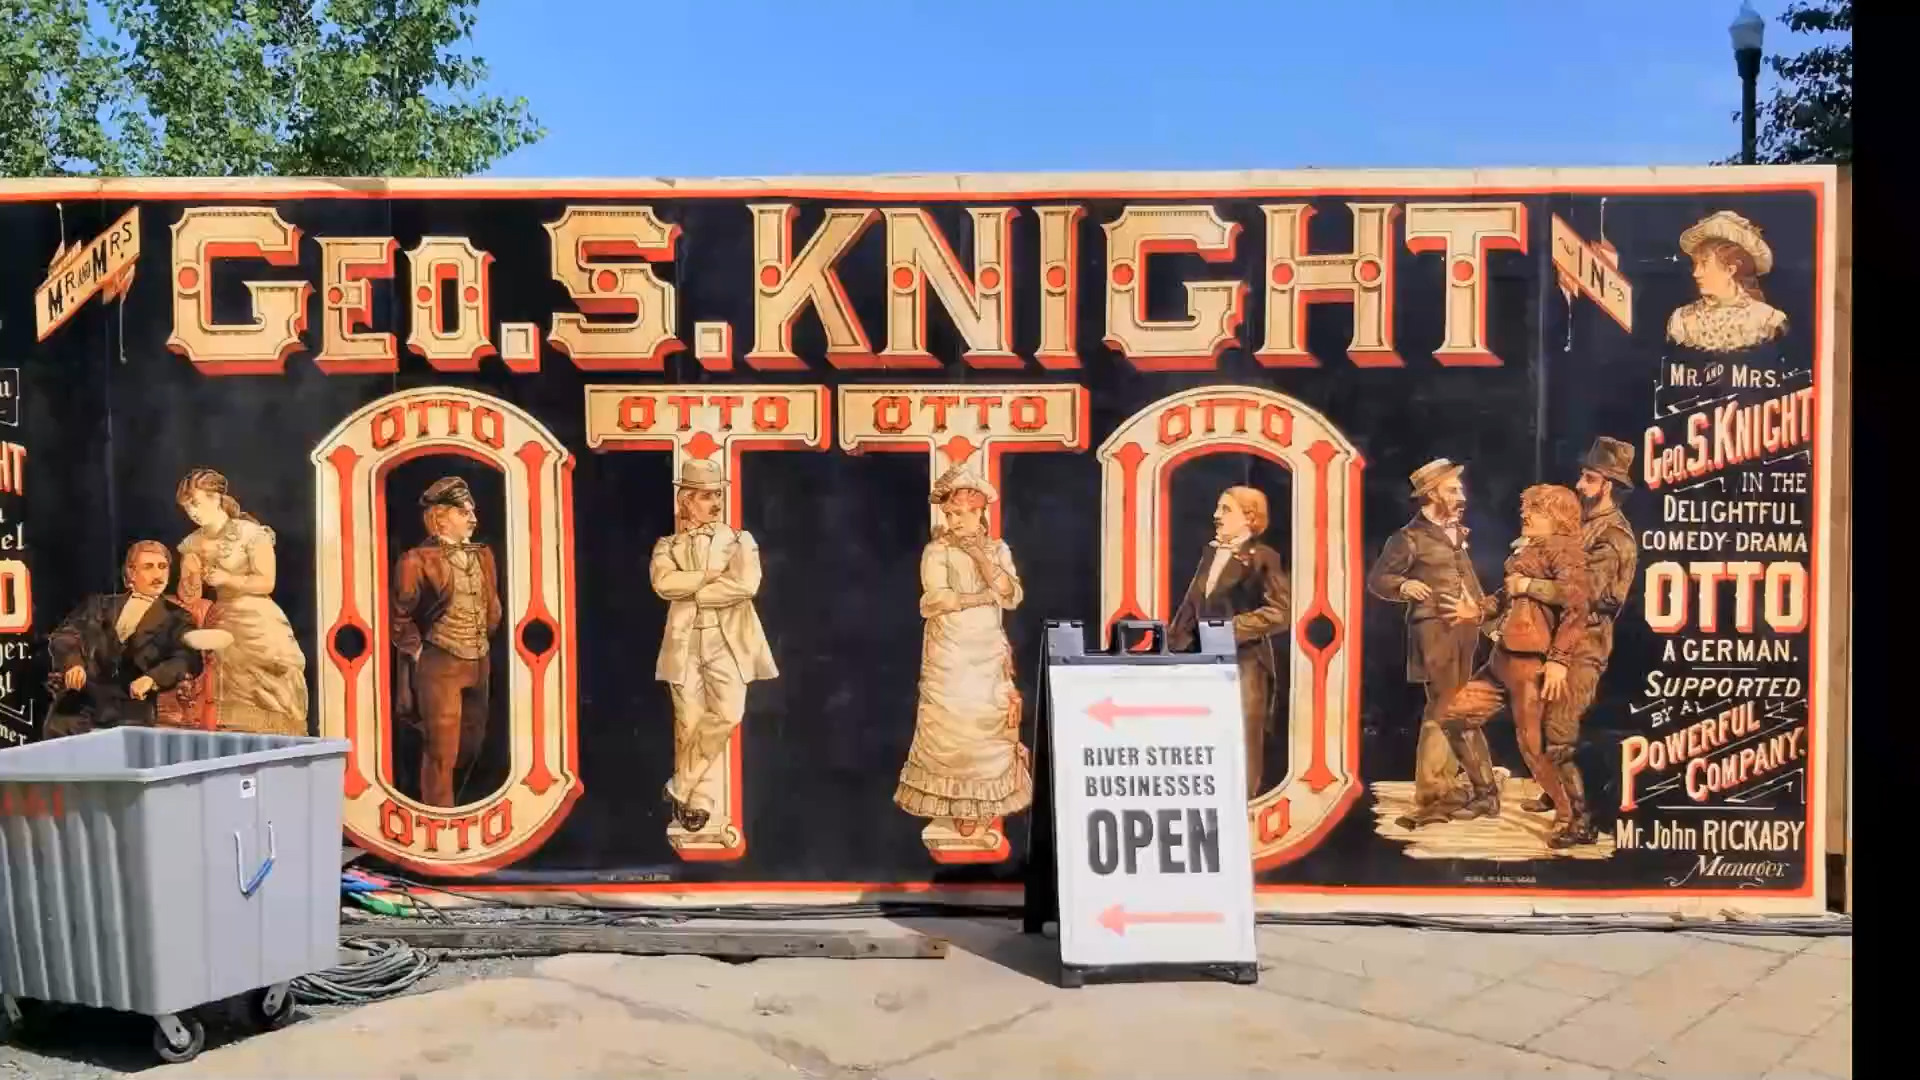 MR. AND MRS
GEO. S. KNIGHT
IN
OTTO OTTO OTTO OTTO
OTTO
OTTO
MR. AND MRS.
GEO. S. KNIGHT
IN THE
DELIGHTFUL
COMEDY-DRAMA
OTTO
A GERMAN.
SUPPORTED
BY A
POWERFUL
COMPANY.
Mr. John RICKABY
Manager
RIVER STREET
BUSINESSES
OPEN